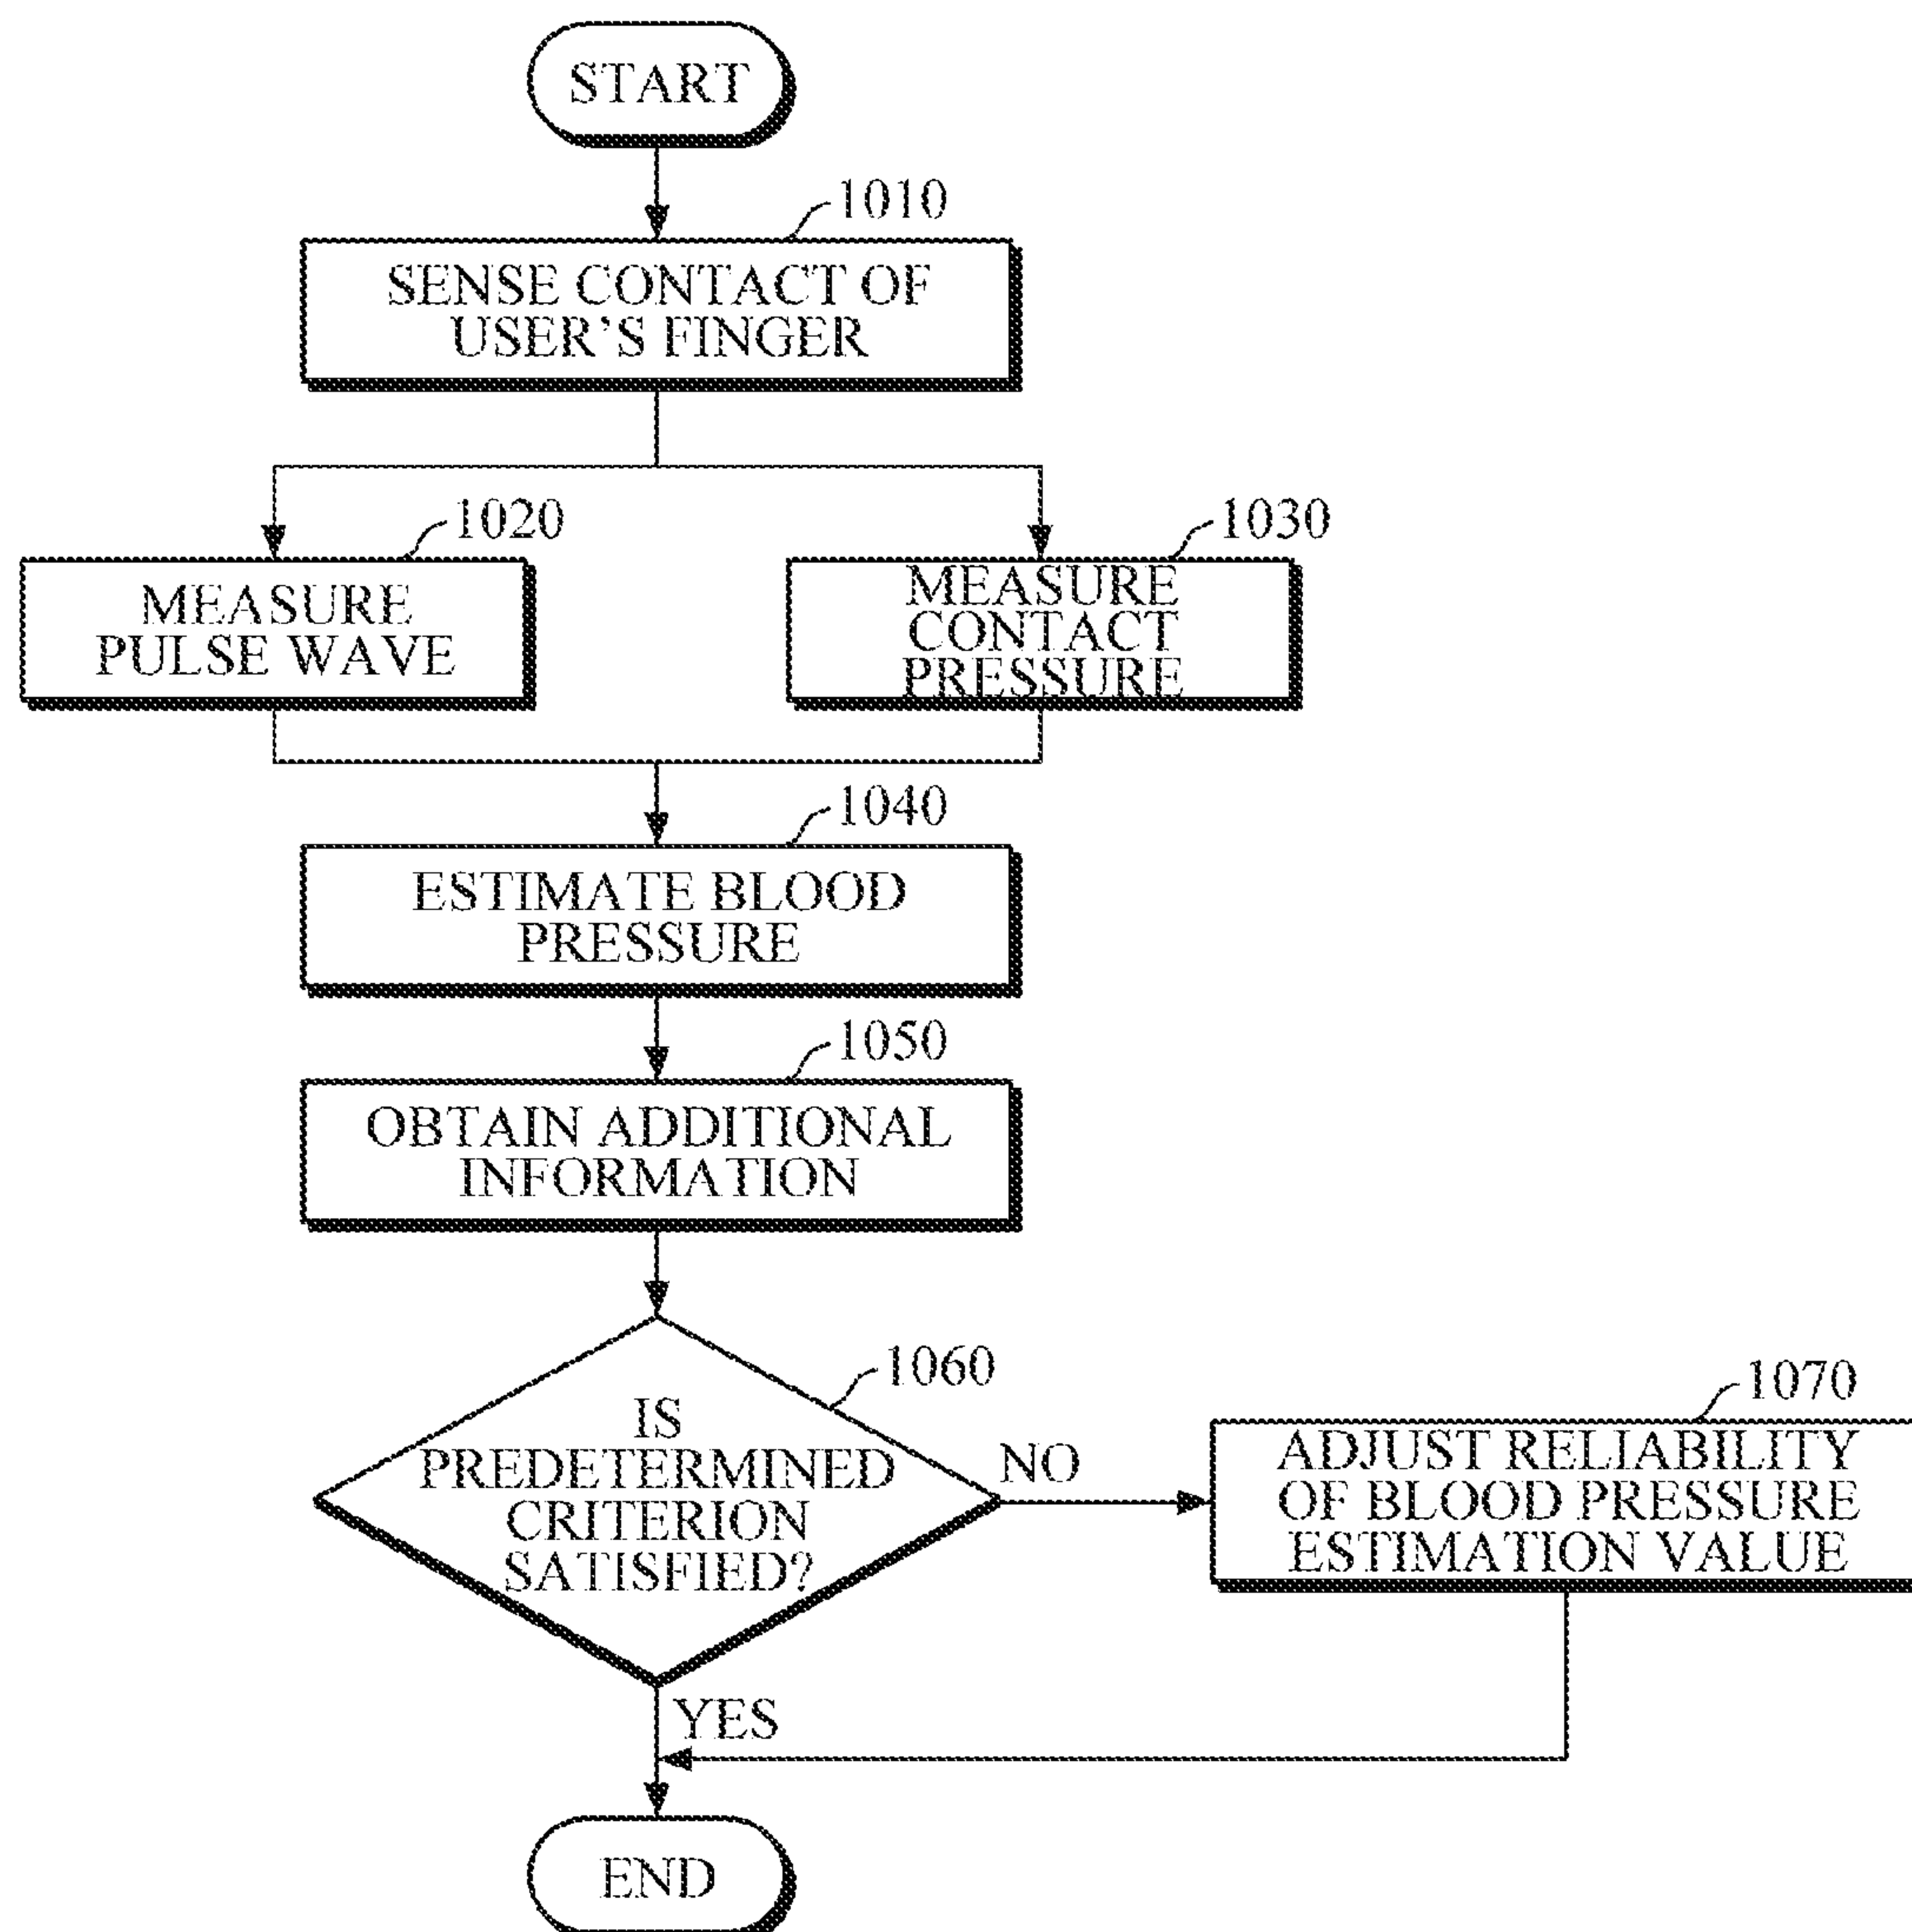 START
1010
SENSE CONTACT OF
USER'S FINGER
1020
MEASURE
PULSE WAVE
1030
MEASURE
CONTACT
PRESSURE
1040
ESTIMATE BLOOD
PRESSURE
1050
OBTAIN ADDITIONAL
INFORMATION
1060
IS
PREDETERMINED
CRITERION
SATISFIED?
NO
1070
ADJUST RELIABILITY
OF BLOOD PRESSURE
ESTIMATION VALUE
YES
END